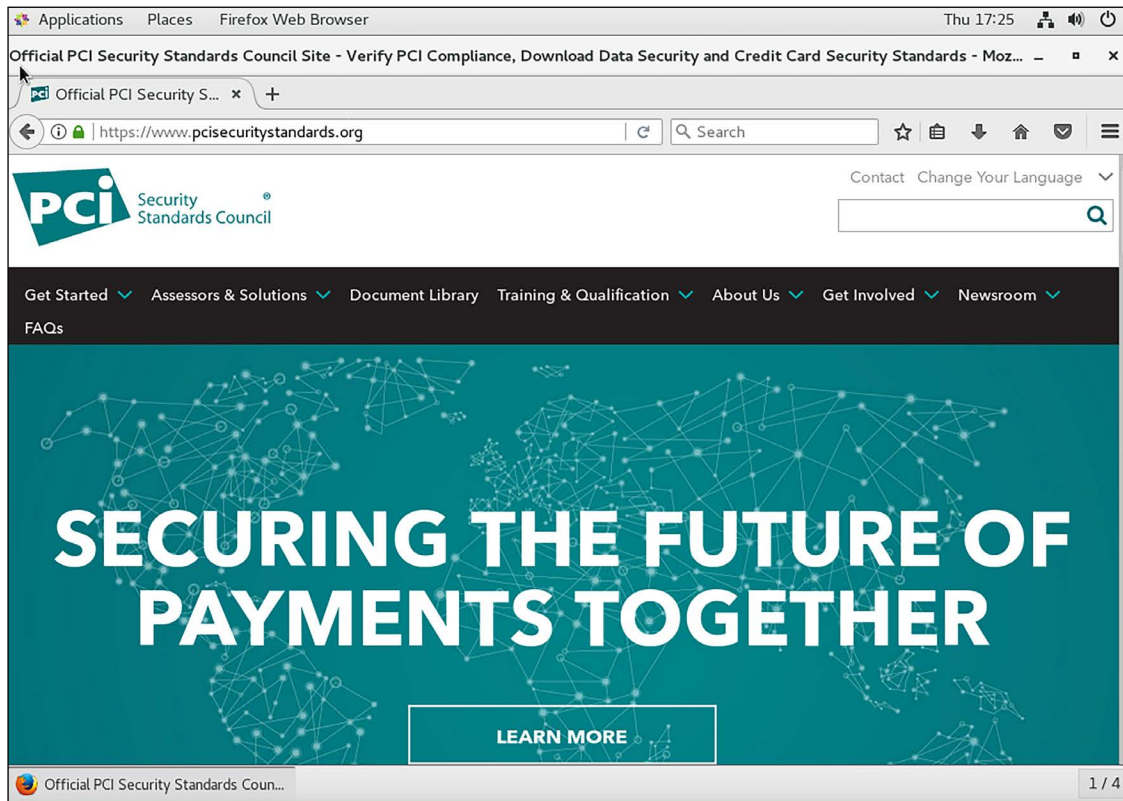 Applications Places Firefox Web Browser Thu 17:25
Official PCI Security Standards Council Site - Verify PCI Compliance, Download Data Security and Credit Card Security Standards - Moz...
PCI Official PCI Security S...
https://www.pcisecuritystandards.org Search
Contact Change Your Language
PCi Security ®
Standards Council
Get Started Assessors & Solutions Document Library Training & Qualification About Us Get Involved Newsroom
FAQs
SECURING THE FUTURE OF
PAYMENTS TOGETHER
LEARN MORE
Official PCI Security Standards Coun... 1 / 4